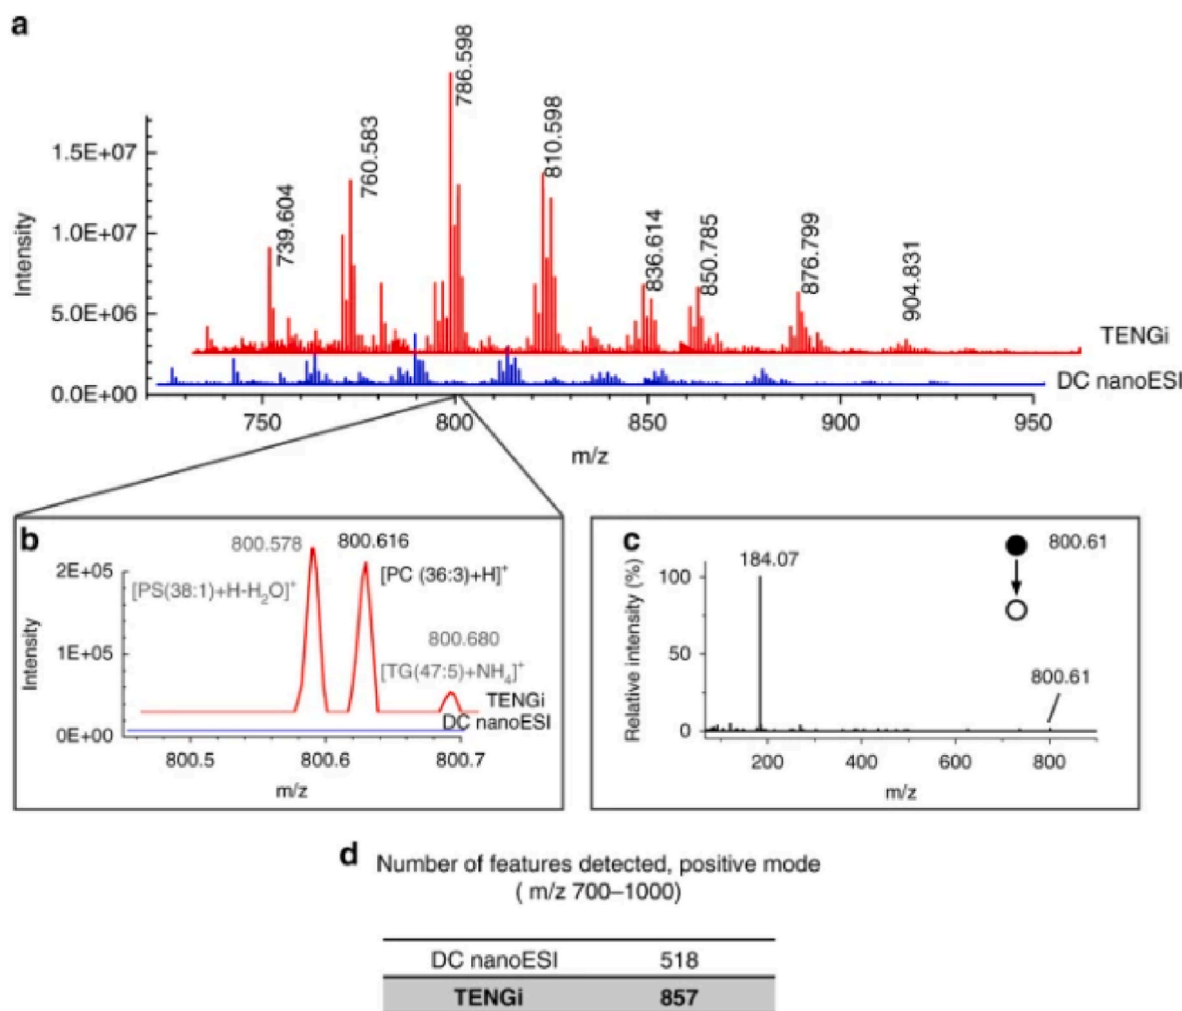 a
786.598
760.583
810.598
739.604
836.614
850.785
876.799
904.831
1.5E+07
1.0E+07
5.0E+06
0.0E+00
Intensity
TENGi
DC nanoESI
750
800
850
900
950
m/z
b
800.578
800.616
[PS(38:1)+H-H₂O]⁺
[PC (36:3)+H]⁺
800.680
[TG(47:5)+NH₄]⁺
TENGi
DC nanoESI
2E+05
1E+05
0E+00
Intensity
800.5
800.6
800.7
m/z
c
800.61
184.07
800.61
100
50
0
Relative intensity (%)
200
400
600
800
m/z
d Number of features detected, positive mode
( m/z 700–1000)
DC nanoESI 518
TENGi 857